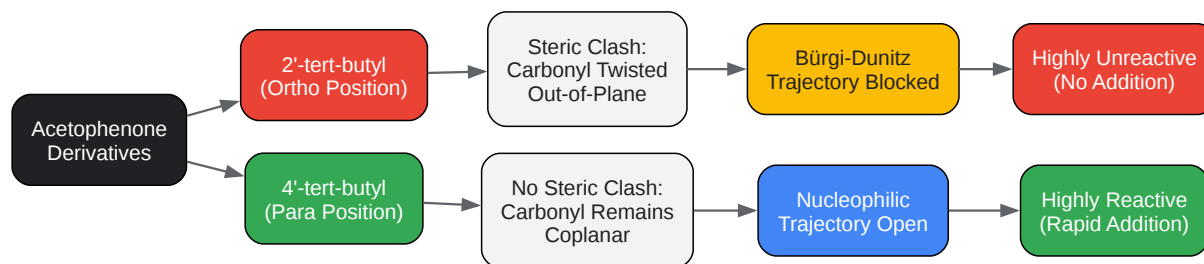 Acetophenone
Derivatives
2'-tert-butyl
(Ortho Position)
Steric Clash:
Carbonyl Twisted
Out-of-Plane
Bürgi-Dunitz
Trajectory Blocked
Highly Unreactive
(No Addition)
4'-tert-butyl
(Para Position)
No Steric Clash:
Carbonyl Remains
Coplanar
Nucleophilic
Trajectory Open
Highly Reactive
(Rapid Addition)